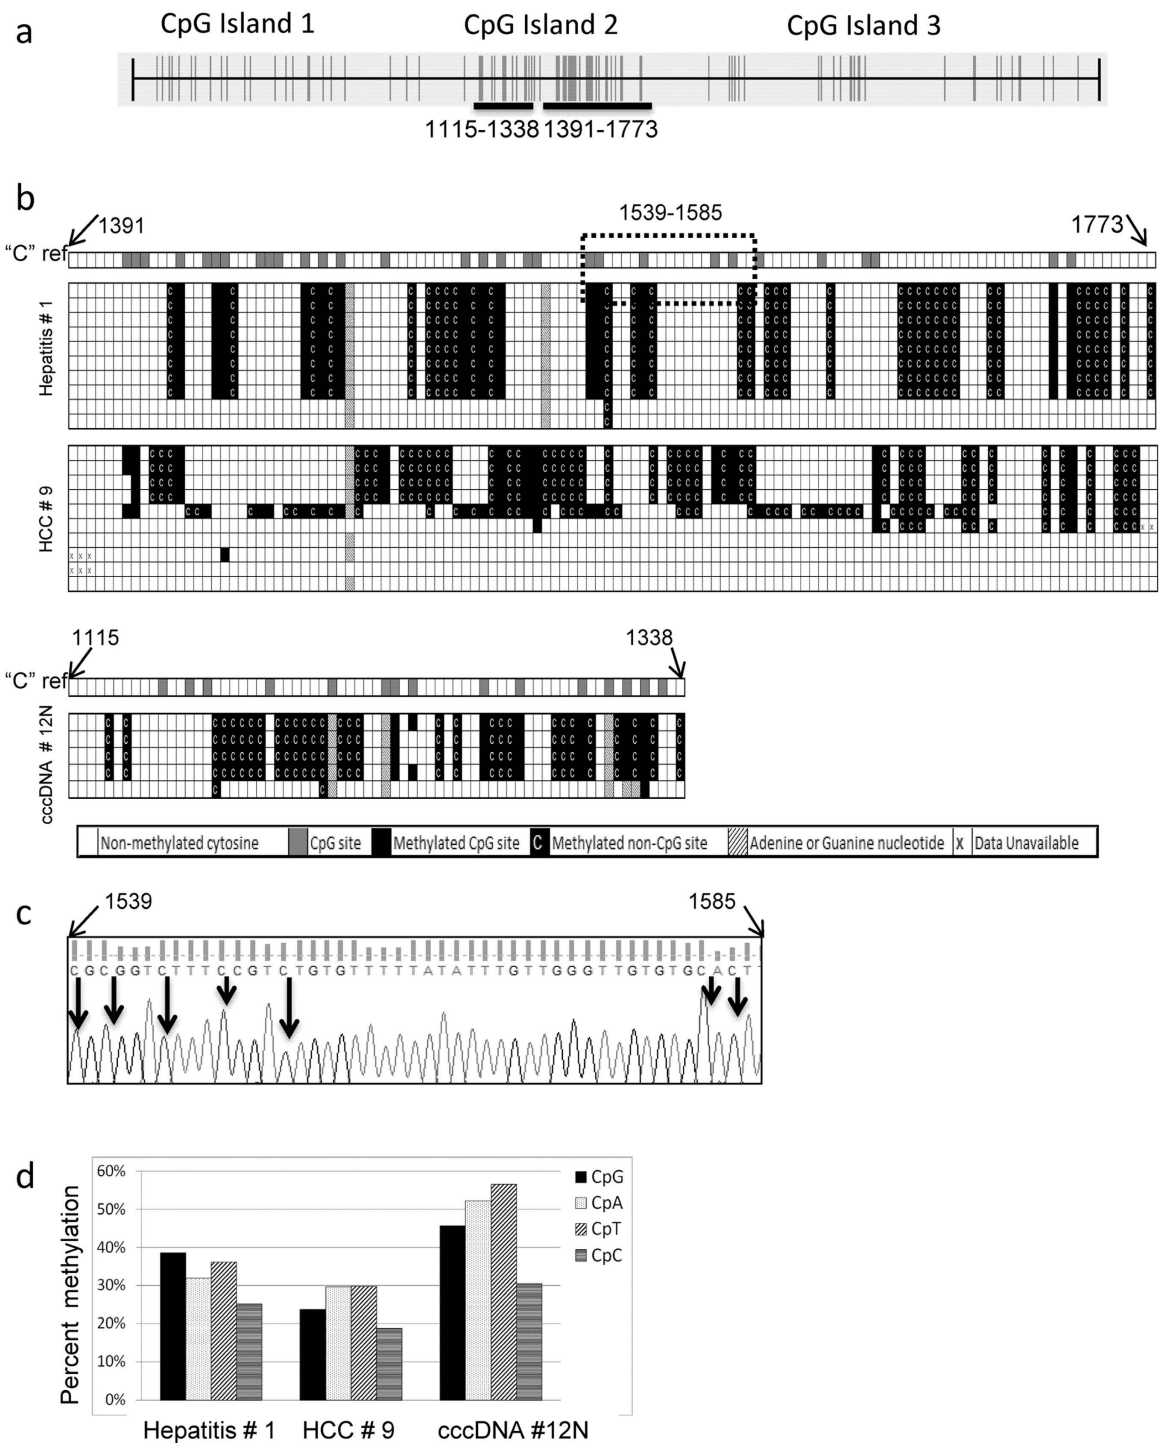 a
CpG Island 1 CpG Island 2 CpG Island 3
1115-1338 1391-1773
b
1391 1539-1585 1773
"C" ref
Hepatitis # 1
HCC # 9
1115 1338
"C" ref
cccDNA # 12N
Non-methylated cytosine CpG site Methylated CpG site C Methylated non-CpG site Adenine or Guanine nucleotide x Data Unavailable
c
1539 1585
CGCGGTCTTTCCGTCTGTGTTTTTATATTTGTTGGGTTGTGTGCACTT
d
Percent methylation
60%
50%
40%
30%
20%
10%
0%
CpG
CpA
CpT
CpC
Hepatitis # 1 HCC # 9 cccDNA #12N